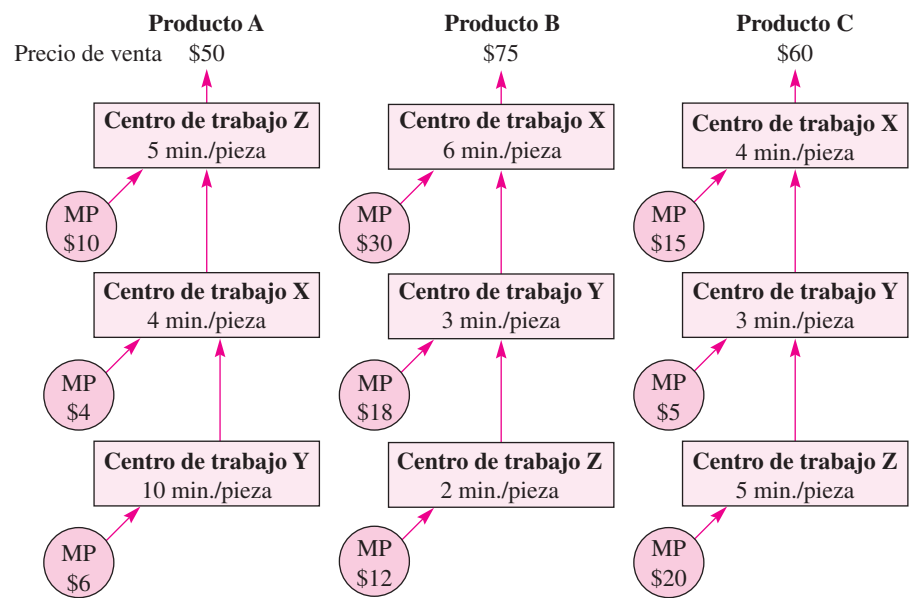 Producto A
Producto B
Producto C
Precio de venta
$50
$75
$60
Centro de trabajo Z
5 min./pieza
Centro de trabajo X
6 min./pieza
Centro de trabajo X
4 min./pieza
MP
$10
MP
$30
MP
$15
Centro de trabajo X
4 min./pieza
Centro de trabajo Y
3 min./pieza
Centro de trabajo Y
3 min./pieza
MP
$4
MP
$18
MP
$5
Centro de trabajo Y
10 min./pieza
Centro de trabajo Z
2 min./pieza
Centro de trabajo Z
5 min./pieza
MP
$6
MP
$12
MP
$20